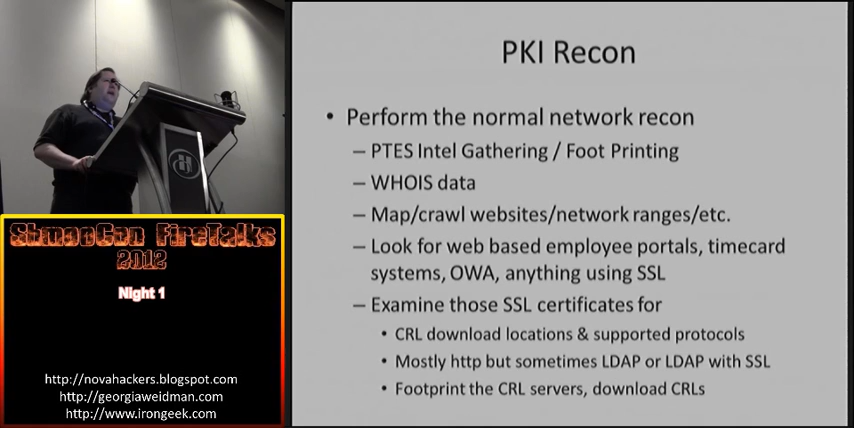 ShmooCon FireTalks
2012
Night 1
http://novahackers.blogspot.com
http://georgiaweidman.com
http://www.irongeek.com
PKI Recon
• Perform the normal network recon
– PTES Intel Gathering / Foot Printing
– WHOIS data
– Map/crawl websites/network ranges/etc.
– Look for web based employee portals, timecard
systems, OWA, anything using SSL
– Examine those SSL certificates for
• CRL download locations & supported protocols
• Mostly http but sometimes LDAP or LDAP with SSL
• Footprint the CRL servers, download CRLs